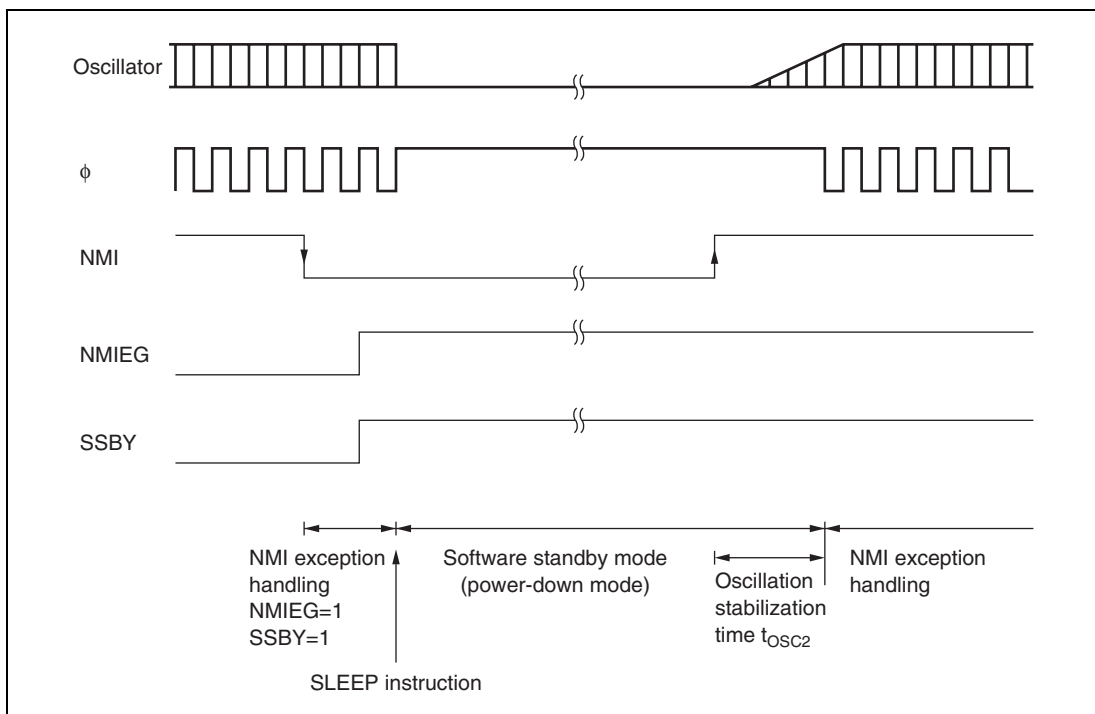 Oscillator
ϕ
NMI
NMIEG
SSBY
NMI exception
handling
NMIEG=1
SSBY=1
SLEEP instruction
Software standby mode
(power-down mode)
Oscillation
stabilization
time tOSC2
NMI exception
handling